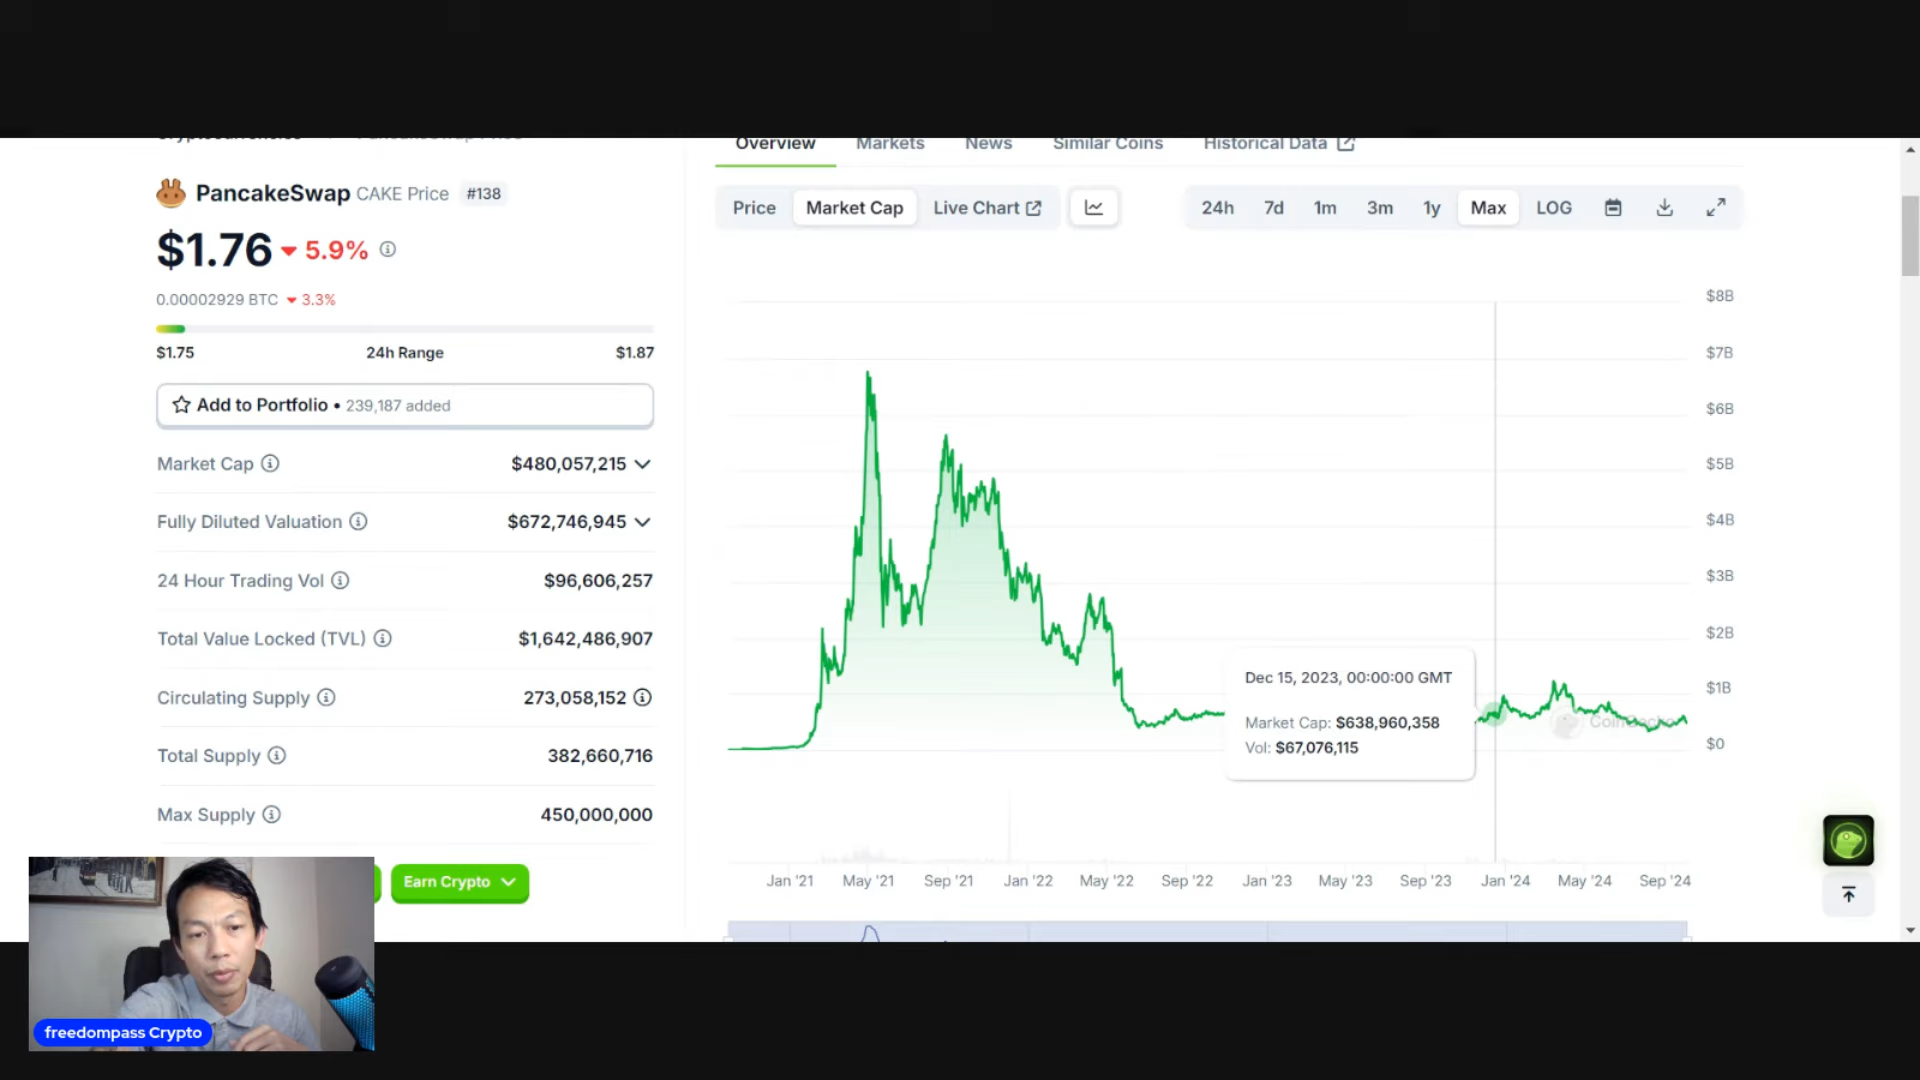 Cryptocurrencies PancakeSwap Price
Overview Markets News Similar Coins Historical Data
PancakeSwap CAKE Price #138
$1.76 5.9%
0.00002929 BTC 3.3%
$1.75 24h Range $1.87
Add to Portfolio • 239,187 added
Market Cap $480,057,215
Fully Diluted Valuation $672,746,945
24 Hour Trading Vol $96,606,257
Total Value Locked (TVL) $1,642,486,907
Circulating Supply 273,058,152
Total Supply 382,660,716
Max Supply 450,000,000
Earn Crypto
Price Market Cap Live Chart 24h 7d 1m 3m 1y Max LOG
$8B
$7B
$6B
$5B
$4B
$3B
$2B
$1B
$0
Dec 15, 2023, 00:00:00 GMT
Market Cap: $638,960,358
Vol: $67,076,115
CoinGecko
Jan '21 May '21 Sep '21 Jan '22 May '22 Sep '22 Jan '23 May '23 Sep '23 Jan '24 May '24 Sep '24
freedompass Crypto